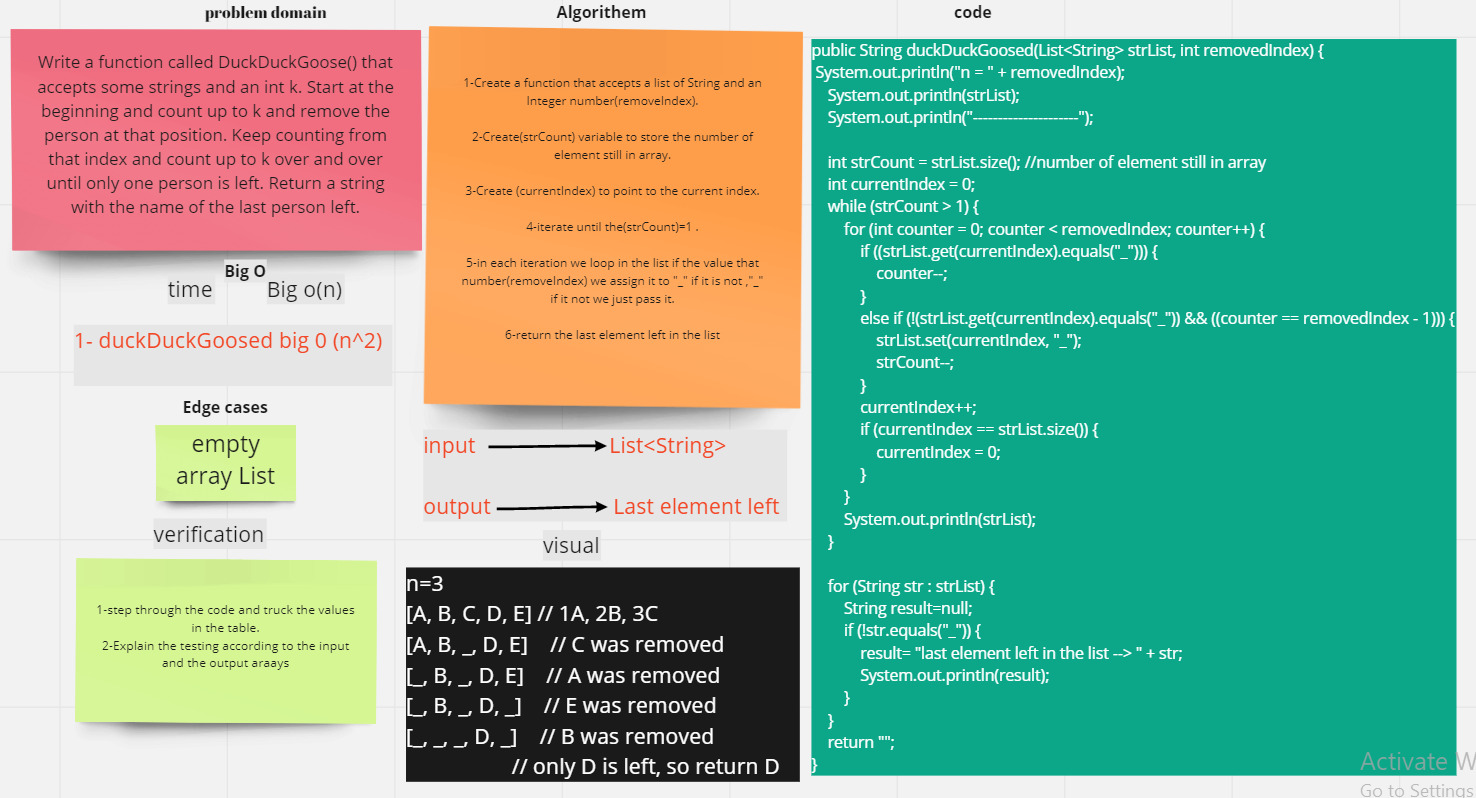 problem domain
Write a function called DuckDuckGoose() that
accepts some strings and an int k. Start at the
beginning and count up to k and remove the
person at that position. Keep counting from
that index and count up to k over and over
until only one person is left. Return a string
with the name of the last person left.
Big O
time
Big o(n)
1- duckDuckGoosed big 0 (n^2)
Edge cases
empty
array List
verification
1-step through the code and truck the values
in the table.
2-Explain the testing according to the input
and the output araays
Algorithem
1-Create a function that accepts a list of String and an
Integer number(removeIndex).
2-Create(strCount) variable to store the number of
element still in array.
3-Create (currentIndex) to point to the current index.
4-iterate until the(strCount)=1 .
5-in each iteration we loop in the list if the value that
number(removeIndex) we assign it to "_" if it is not ,"_"
if it not we just pass it.
6-return the last element left in the list
input
List<String>
output
Last element left
visual
n=3
[A, B, C, D, E] // 1A, 2B, 3C
[A, B, _, D, E] // C was removed
[_, B, _, D, E] // A was removed
[_, B, _, D, _] // E was removed
[_, _, _, D, _] // B was removed
// only D is left, so return D
code
public String duckDuckGoosed(List<String> strList, int removedIndex) {
System.out.println("n = " + removedIndex);
System.out.println(strList);
System.out.println("---------------------");
int strCount = strList.size(); //number of element still in array
int currentIndex = 0;
while (strCount > 1) {
for (int counter = 0; counter < removedIndex; counter++) {
if ((strList.get(currentIndex).equals("_"))) {
counter--;
}
else if (!(strList.get(currentIndex).equals("_")) && ((counter == removedIndex - 1))) {
strList.set(currentIndex, "_");
strCount--;
}
currentIndex++;
if (currentIndex == strList.size()) {
currentIndex = 0;
}
}
System.out.println(strList);
}
for (String str : strList) {
String result=null;
if (!str.equals("_")) {
result= "last element left in the list --> " + str;
System.out.println(result);
}
}
return "";
}
Activate W
Go to Settings